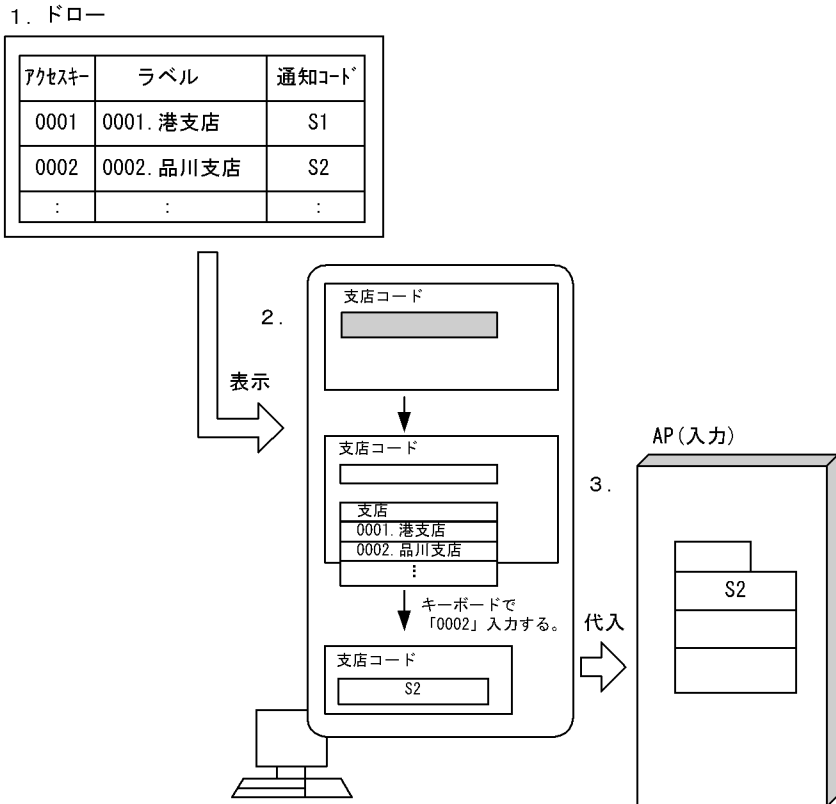 1. ドロー
ｱｸｾｽｷｰ ラベル 通知ｺｰﾄﾞ
0001 0001.港支店 S1
0002 0002.品川支店 S2
: : :
2.
表示
支店コード
支店コード
支店
0001.港支店
0002.品川支店
⋮
キーボードで
「0002」入力する。
支店コード
S2
3.
代入
AP(入力)
S2